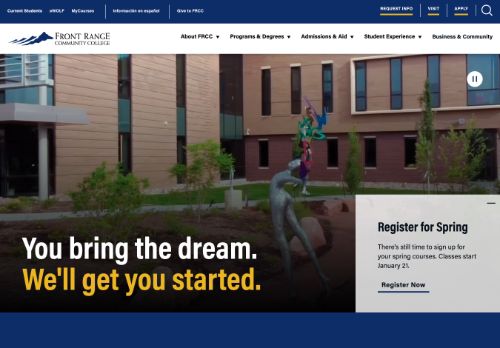 Current Students eWOLF MyCourses Información en español Give to FRCC REQUEST INFO VISIT APPLY
FRONT RANGE
COMMUNITY COLLEGE
About FRCC Programs & Degrees Admissions & Aid Student Experience Business & Community
You bring the dream.
We'll get you started.
Register for Spring
There's still time to sign up for
your spring courses. Classes start
January 21.
Register Now